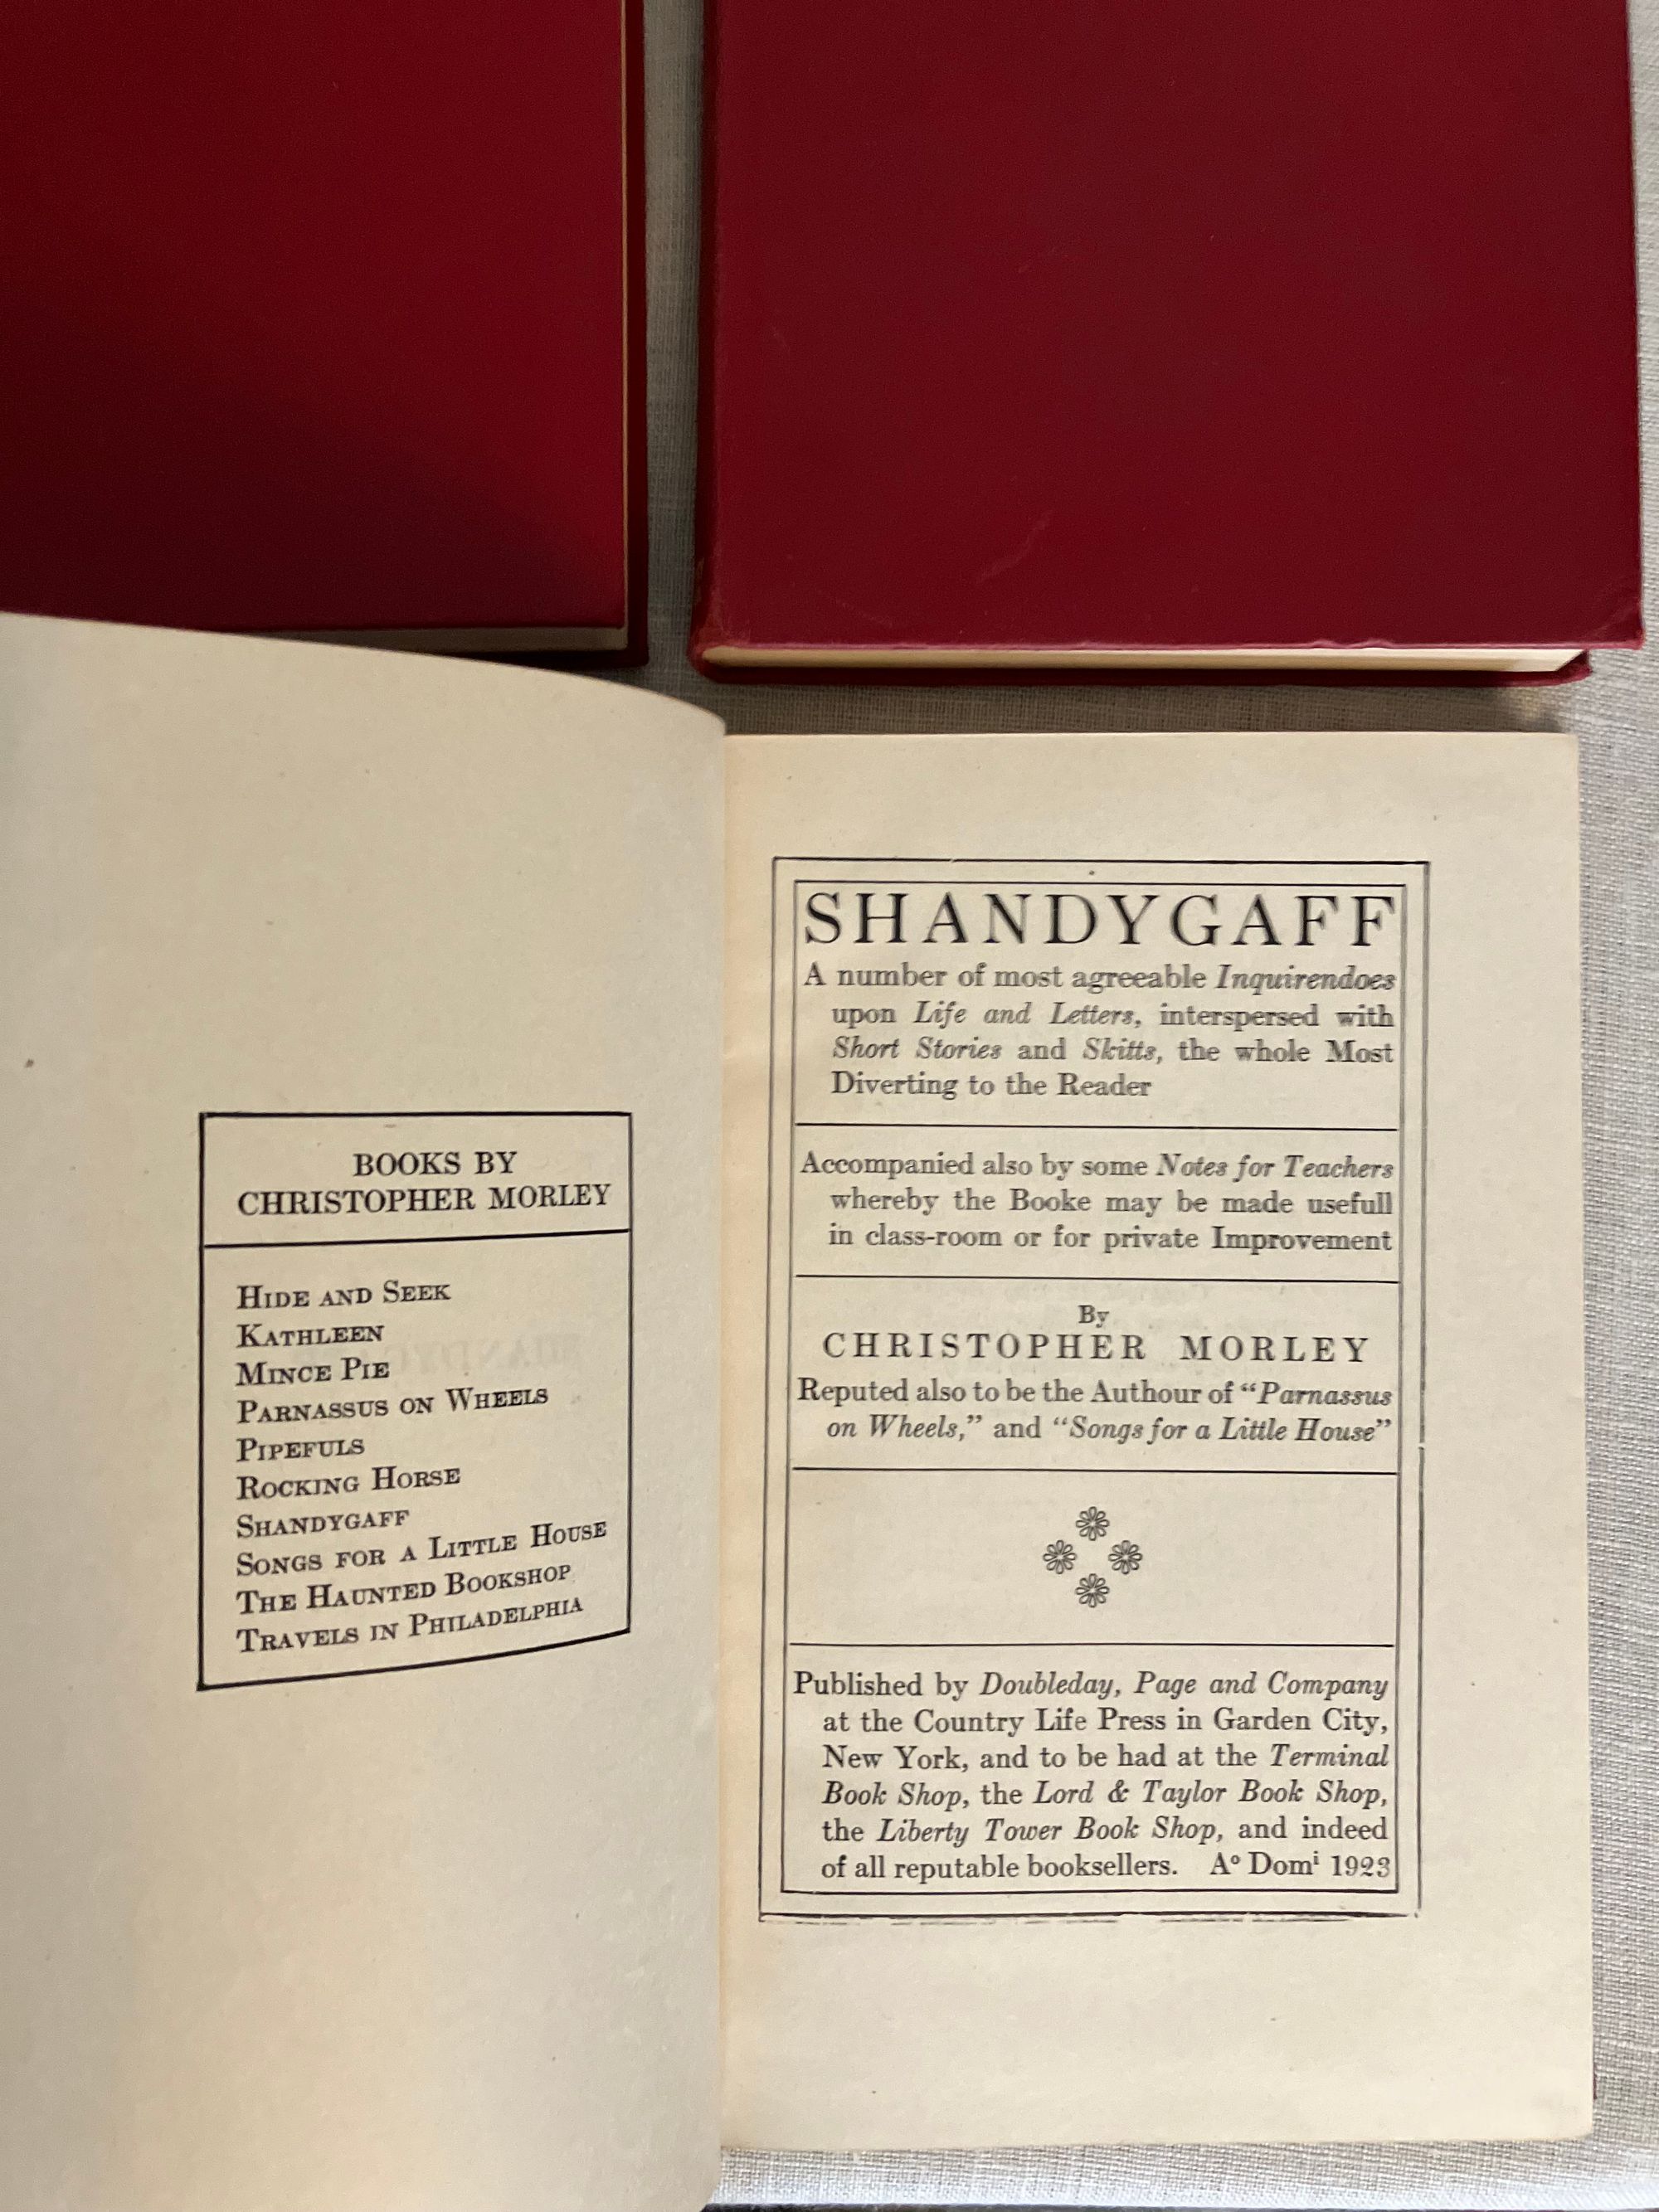 BOOKS BY
CHRISTOPHER MORLEY
HIDE AND SEEK
KATHLEEN
MINCE PIE
PARNASSUS ON WHEELS
PIPEFULS
ROCKING HORSE
SHANDYGAFF
SONGS FOR A LITTLE HOUSE
THE HAUNTED BOOKSHOP
TRAVELS IN PHILADELPHIA
SHANDYGAFF
A number of most agreeable Inquirendoes
upon Life and Letters, interspersed with
Short Stories and Skitts, the whole Most
Diverting to the Reader
Accompanied also by some Notes for Teachers
whereby the Booke may be made usefull
in class-room or for private Improvement
By
CHRISTOPHER MORLEY
Reputed also to be the Authour of “Parnassus
on Wheels,” and “Songs for a Little House”
Published by Doubleday, Page and Company
at the Country Life Press in Garden City,
New York, and to be had at the Terminal
Book Shop, the Lord & Taylor Book Shop,
the Liberty Tower Book Shop, and indeed
of all reputable booksellers. Aº Domⁱ 1923